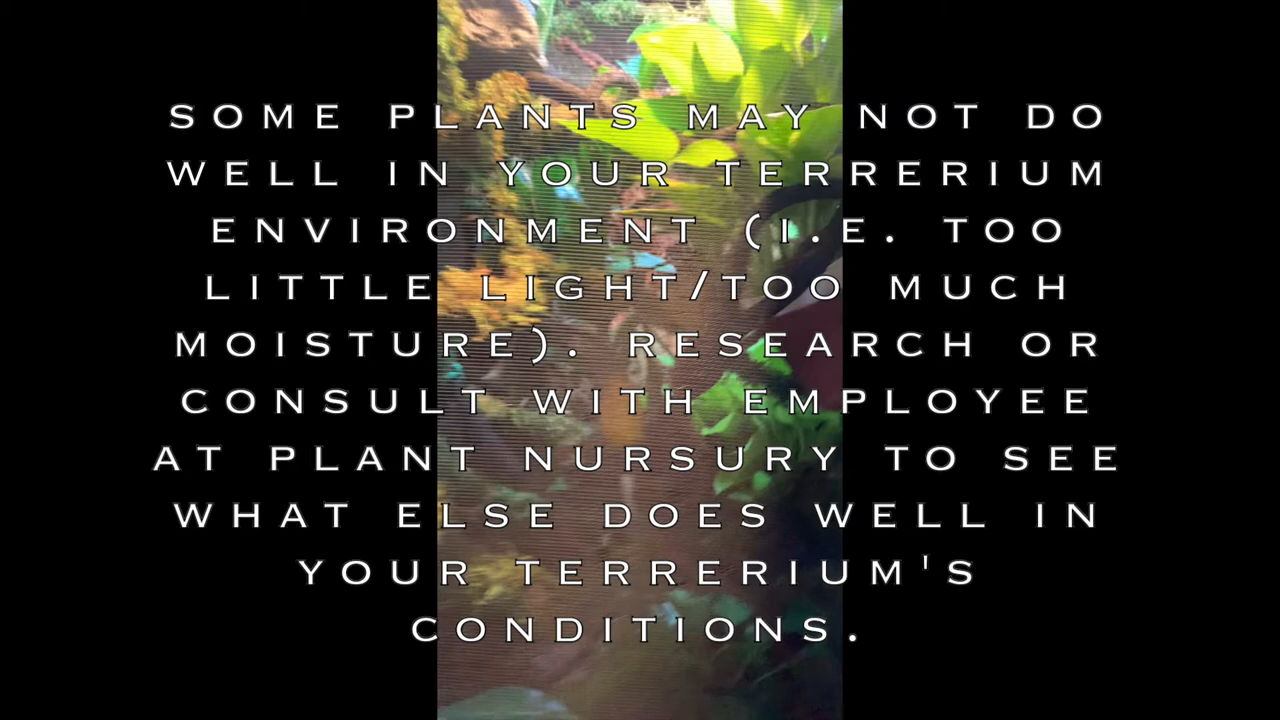 SOME PLANTS MAY NOT DO
WELL IN YOUR TERRERIUM
ENVIRONMENT (I.E. TOO
LITTLE LIGHT/TOO MUCH
MOISTURE). RESEARCH OR
CONSULT WITH EMPLOYEE
AT PLANT NURSURY TO SEE
WHAT ELSE DOES WELL IN
YOUR TERRERIUM'S
CONDITIONS.